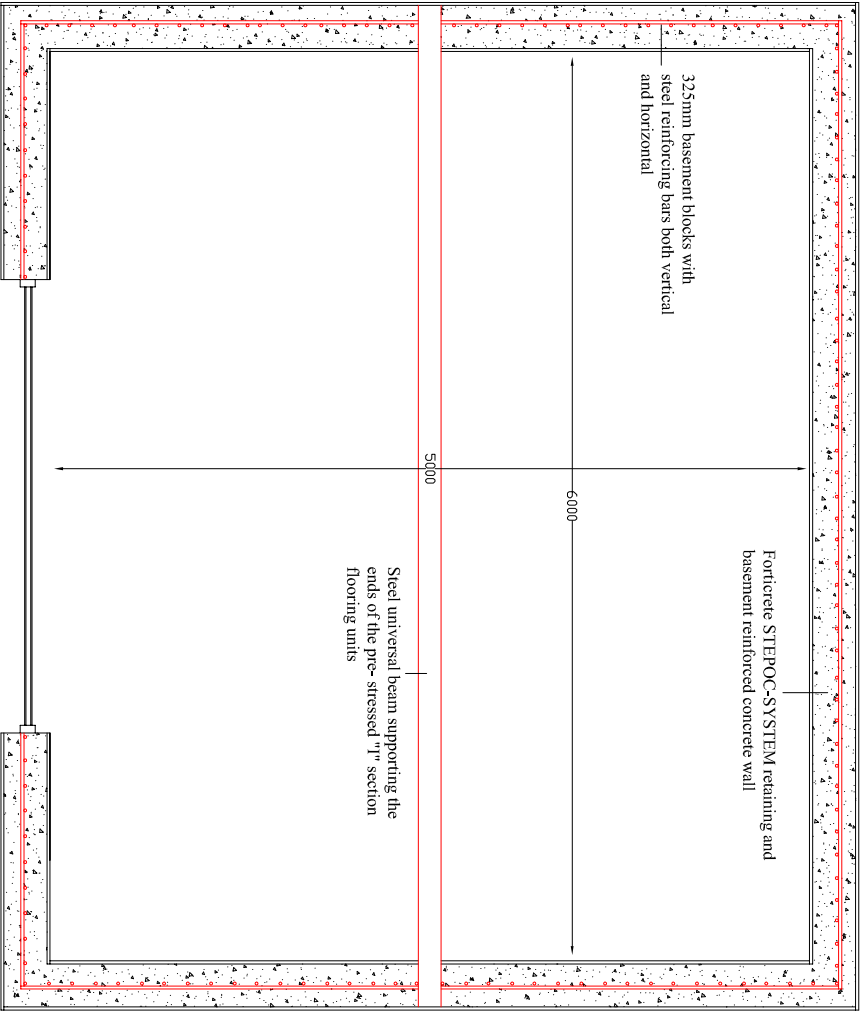 325mm basement blocks with
steel reinforcing bars both vertical
and horizontal
Forticrete STEPOC-SYSTEM retaining and
basement reinforced concrete wall
6000
5000
Steel universal beam supporting the
ends of the pre- stressed "T" section
flooring units